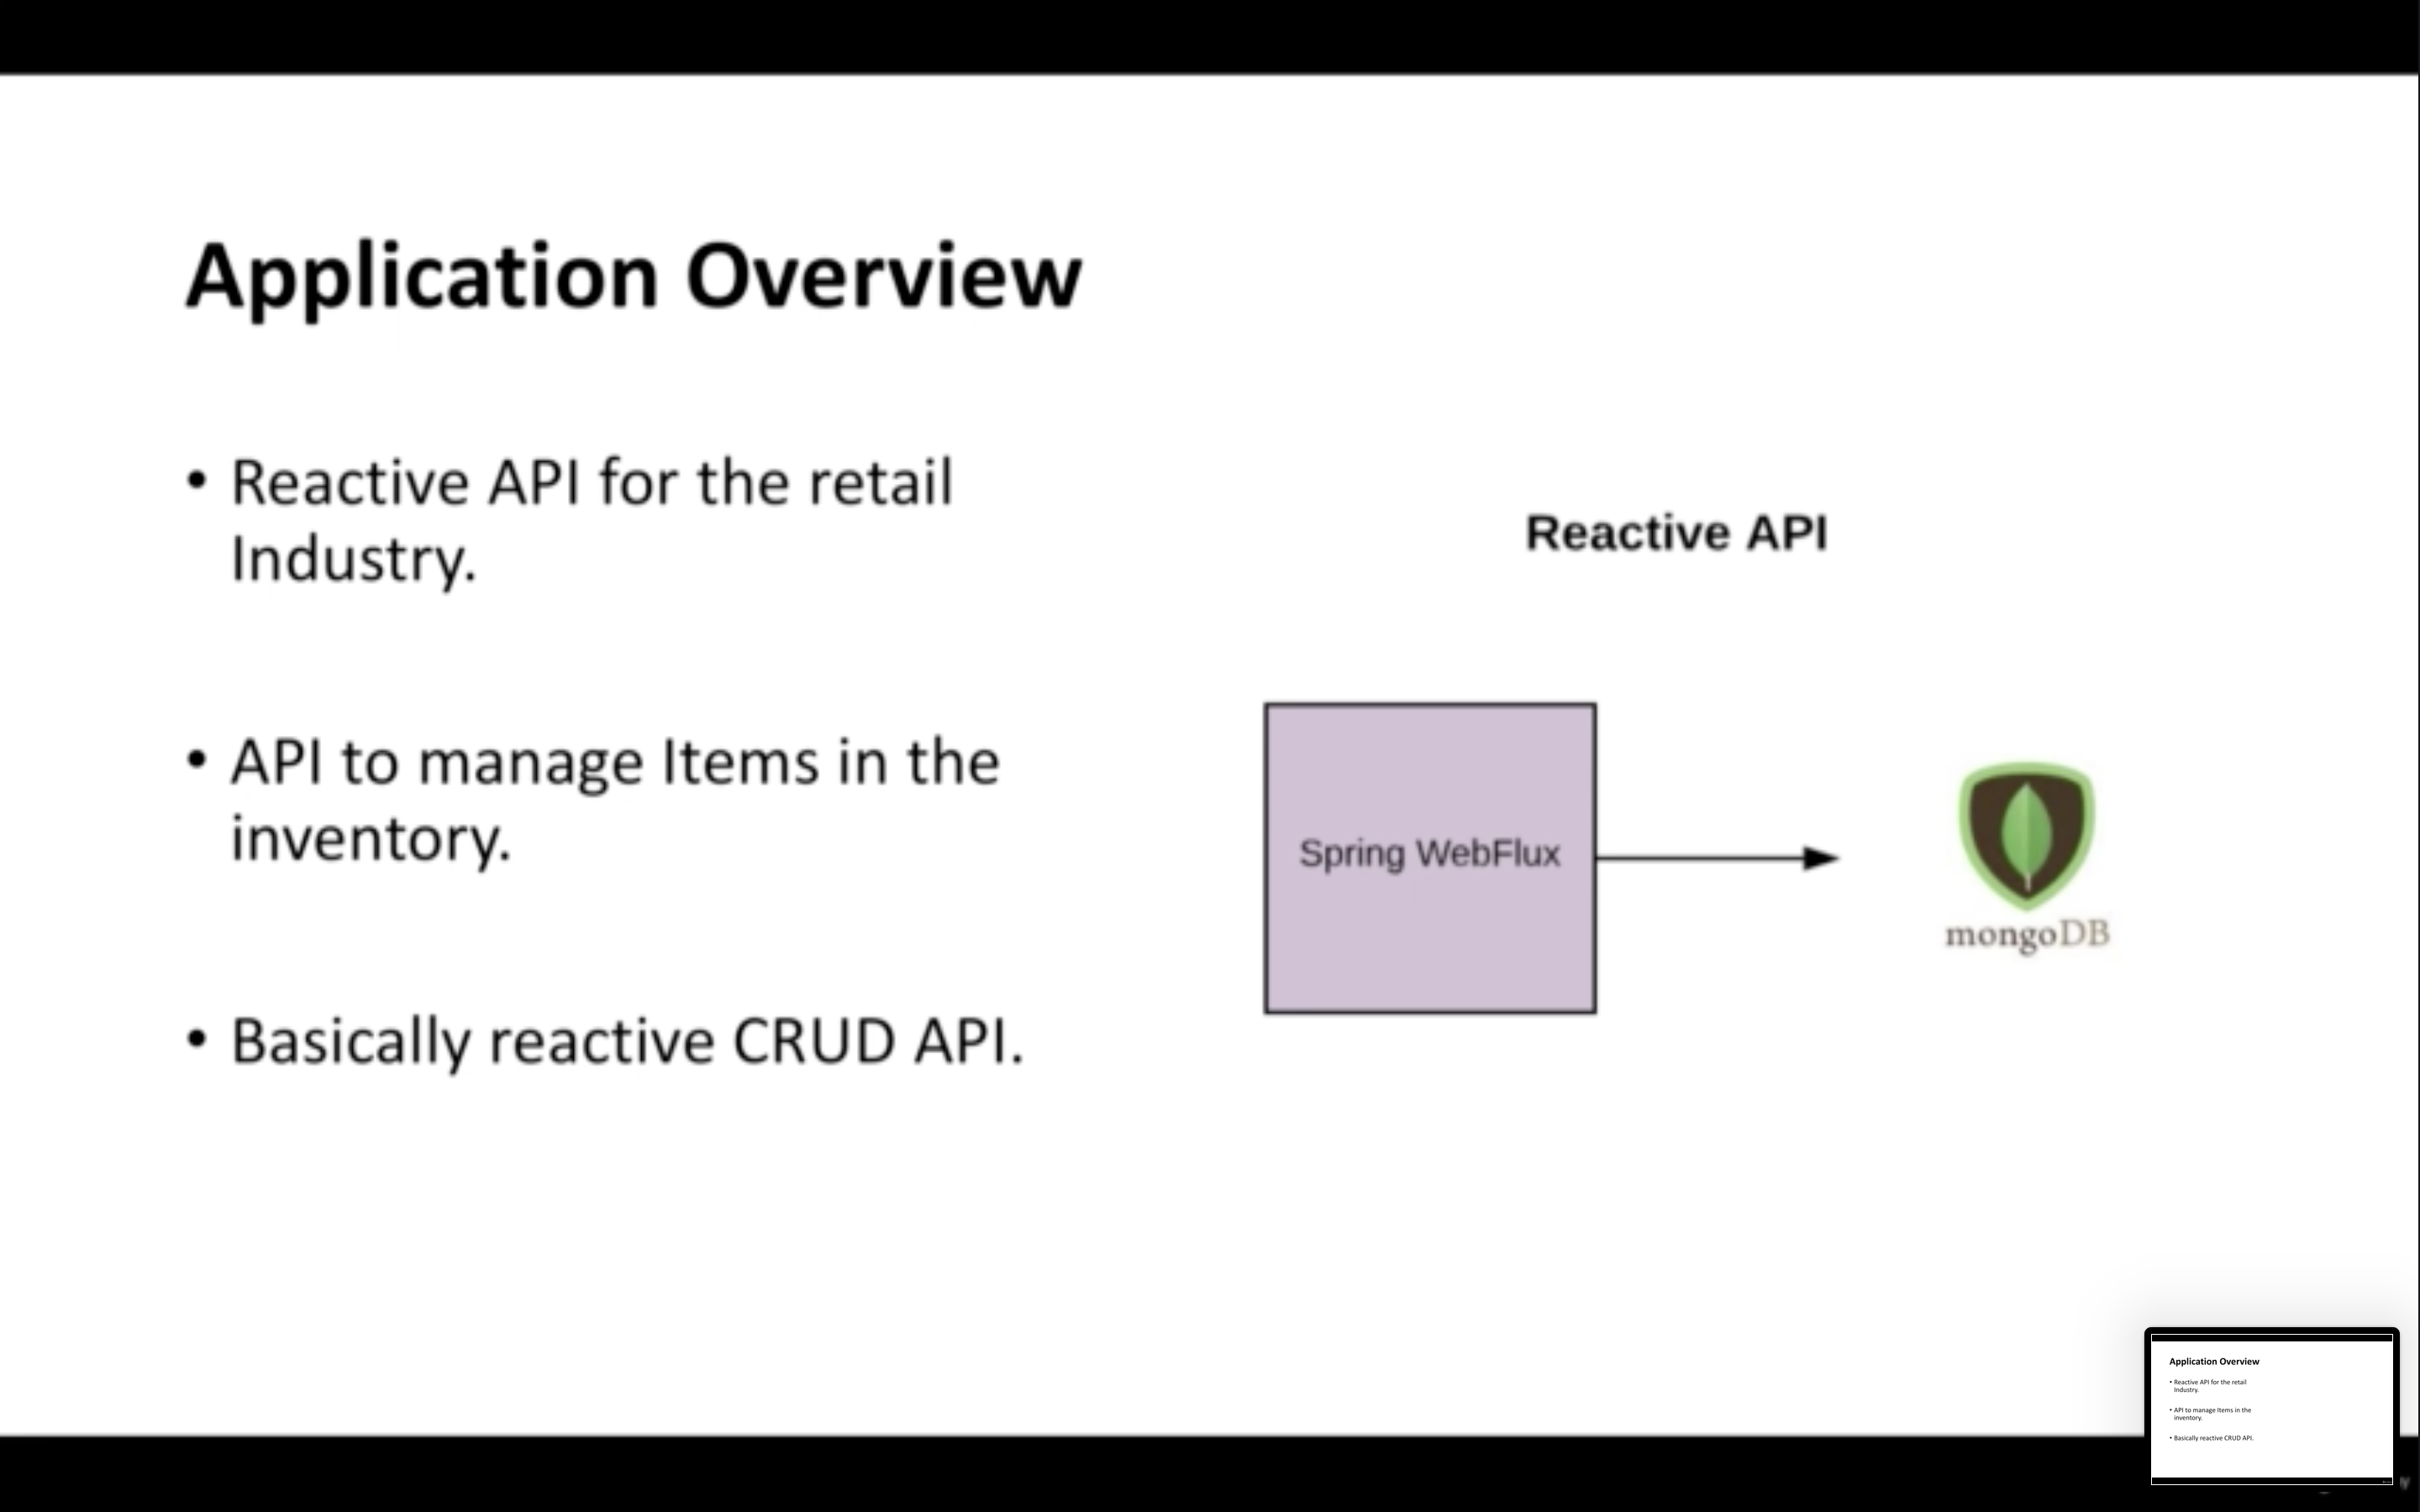 Application Overview
• Reactive API for the retail
Industry.
• API to manage Items in the
inventory.
• Basically reactive CRUD API.
Reactive API
Spring WebFlux
mongoDB
Application Overview
• Reactive API for the retail
Industry.
• API to manage Items in the
inventory.
• Basically reactive CRUD API.